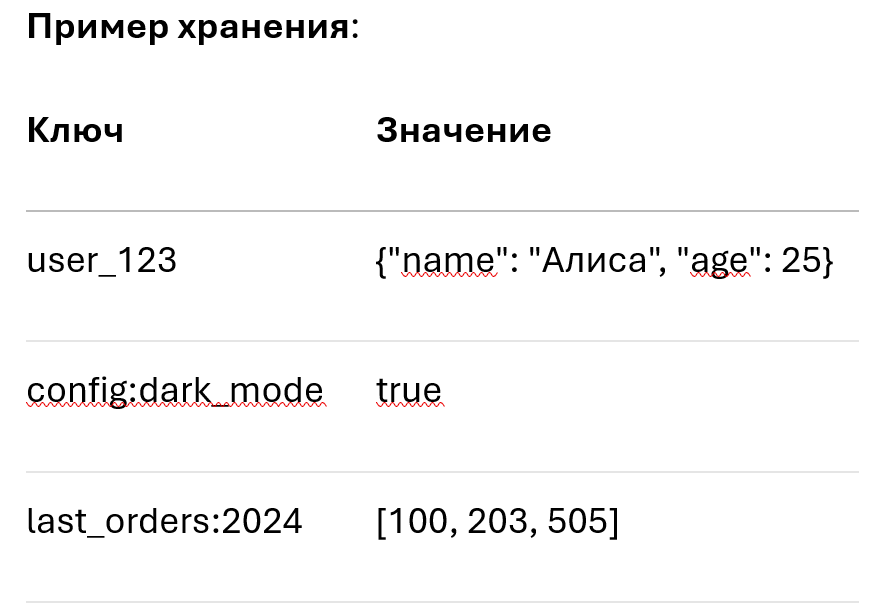 Пример хранения:
Ключ Значение
user_123 {"name": "Алиса", "age": 25}
config:dark_mode true
last_orders:2024 [100, 203, 505]